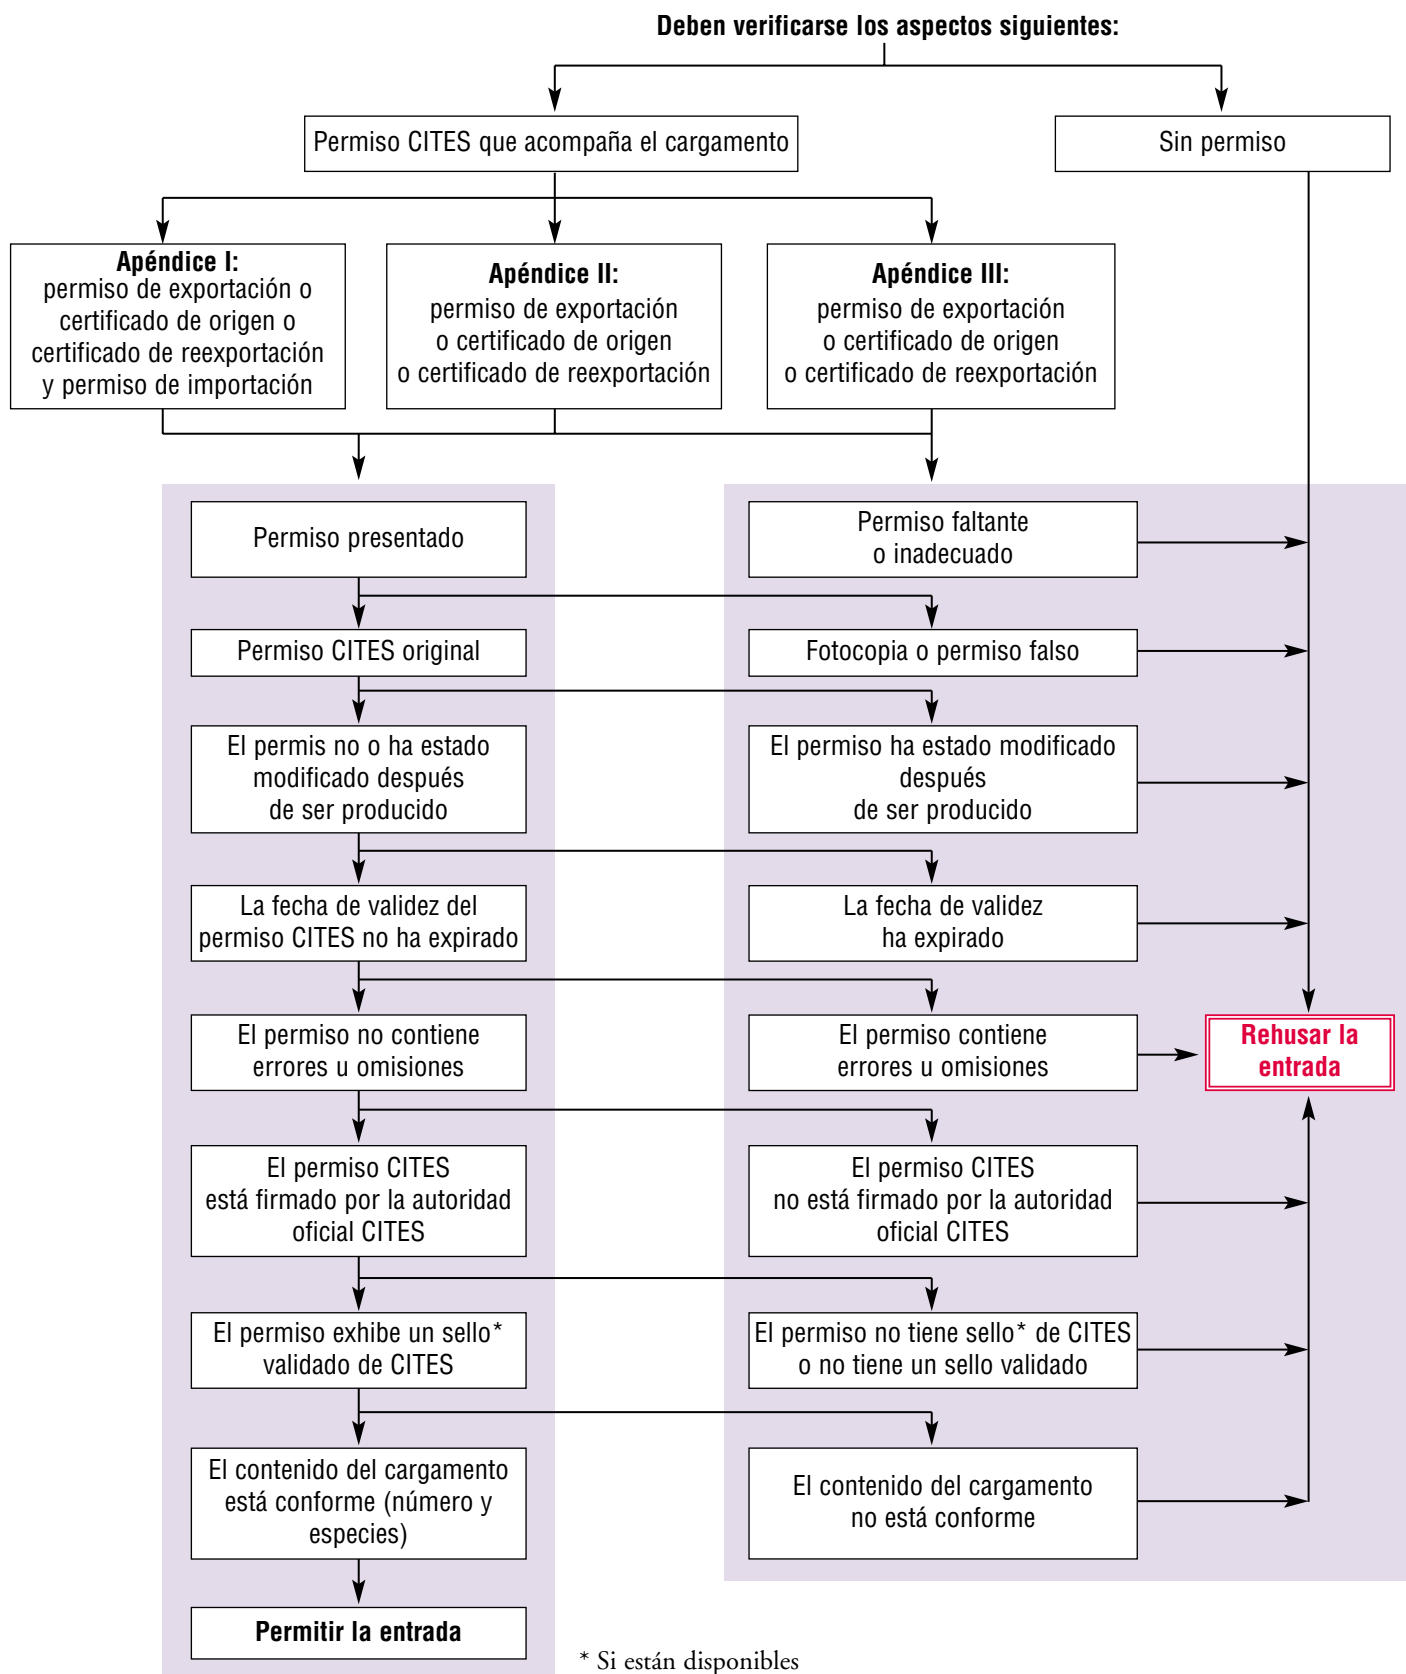 Deben verificarse los aspectos siguientes:
Permiso CITES que acompaña el cargamento
Sin permiso
Apéndice I:
permiso de exportación o
certificado de origen o
certificado de reexportación
y permiso de importación
Apéndice II:
permiso de exportación
o certificado de origen
o certificado de reexportación
Apéndice III:
permiso de exportación
o certificado de origen
o certificado de reexportación
Permiso presentado
Permiso faltante
o inadecuado
Permiso CITES original
Fotocopia o permiso falso
El permis no o ha estado
modificado después
de ser producido
El permiso ha estado modificado
después
de ser producido
La fecha de validez del
permiso CITES no ha expirado
La fecha de validez
ha expirado
El permiso no contiene
errores u omisiones
El permiso contiene
errores u omisiones
Rehusar la
entrada
El permiso CITES
está firmado por la autoridad
oficial CITES
El permiso CITES
no está firmado por la autoridad
oficial CITES
El permiso exhibe un sello*
validado de CITES
El permiso no tiene sello* de CITES
o no tiene un sello validado
El contenido del cargamento
está conforme (número y
especies)
El contenido del cargamento
no está conforme
Permitir la entrada
* Si están disponibles